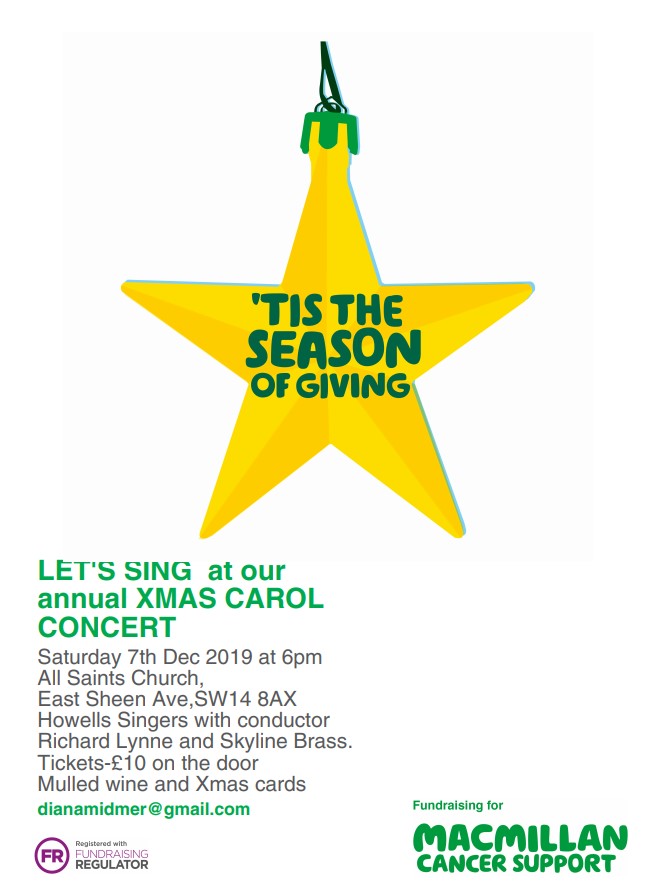 'TIS THE
SEASON
OF GIVING
LET'S SING at our
annual XMAS CAROL
CONCERT
Saturday 7th Dec 2019 at 6pm
All Saints Church,
East Sheen Ave,SW14 8AX
Howells Singers with conductor
Richard Lynne and Skyline Brass.
Tickets-£10 on the door
Mulled wine and Xmas cards
dianamidmer@gmail.com
Fundraising for
MACMILLAN
CANCER SUPPORT
FR
Registered with
FUNDRAISING
REGULATOR